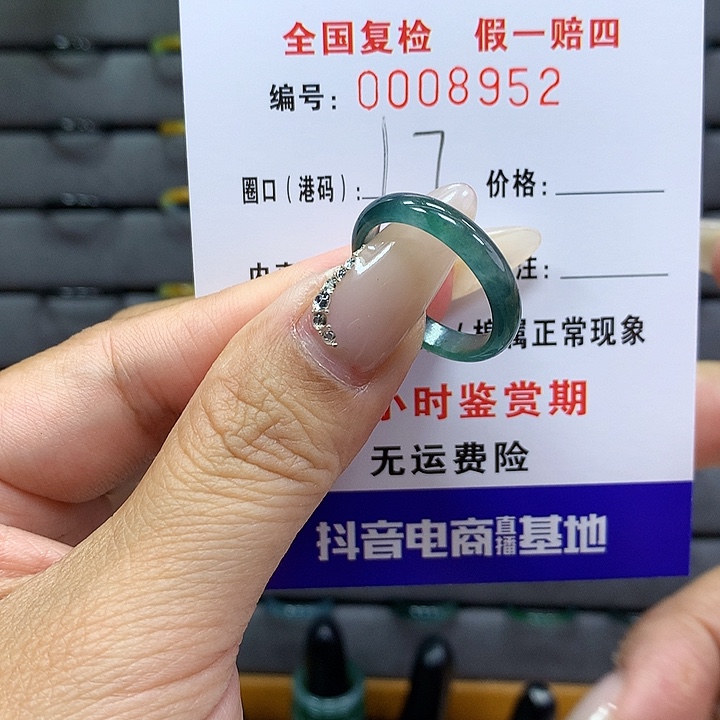 全国复检 假一赔四
编号: 0008952
圈口(港码): 17 价格:
注:
棉属正常现象
小时鉴赏期
无运费险
抖音电商直播基地